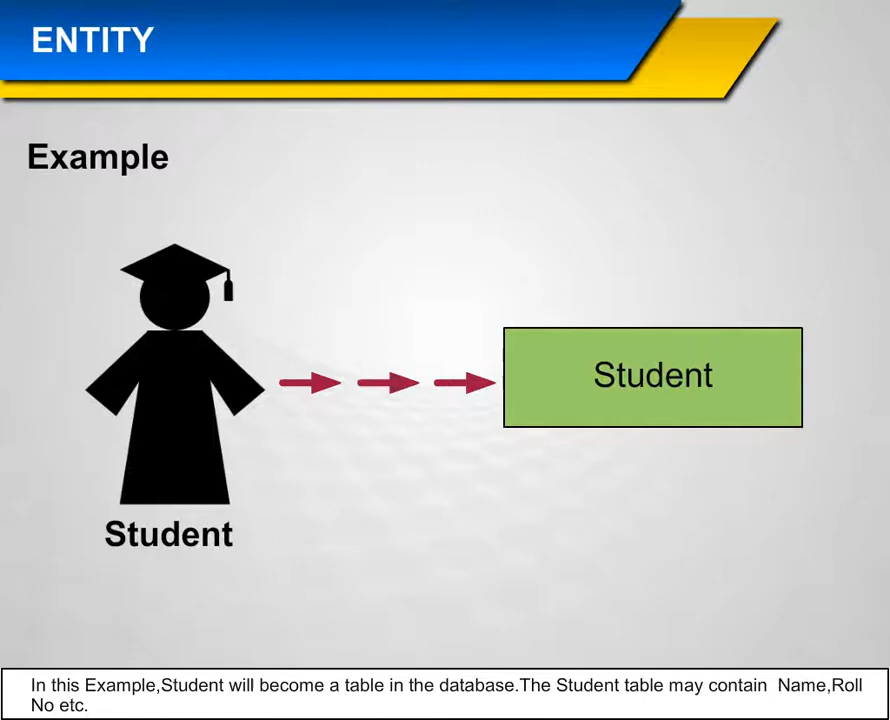 ENTITY
Example
Student
Student
In this Example,Student will become a table in the database.The Student table may contain  Name,Roll
No etc.